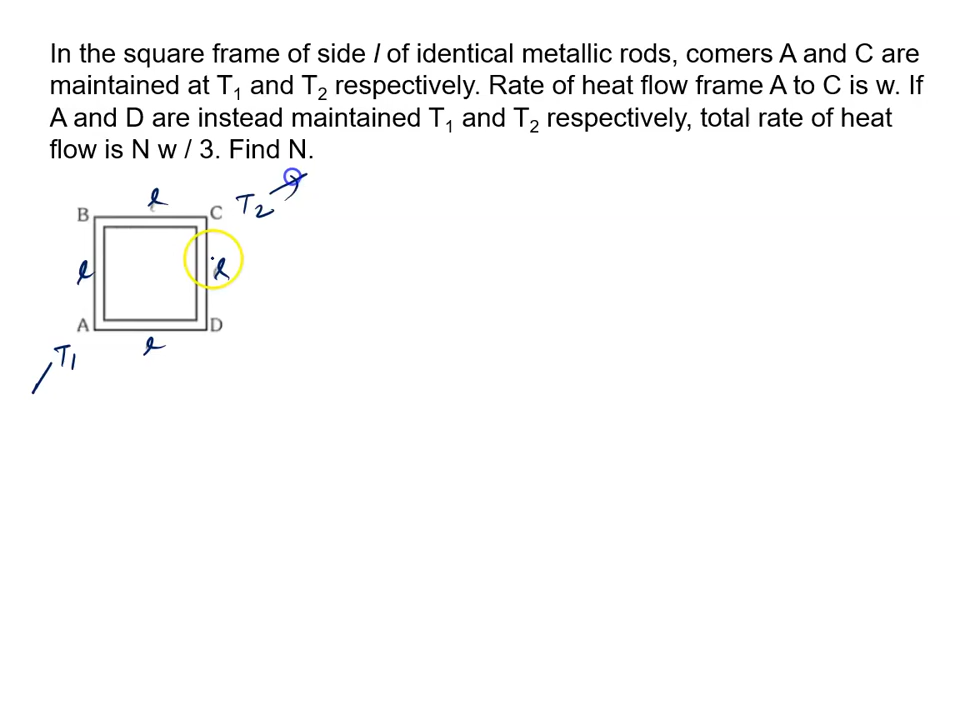 In the square frame of side l of identical metallic rods, comers A and C are
maintained at T1 and T2 respectively. Rate of heat flow frame A to C is w. If
A and D are instead maintained T1 and T2 respectively, total rate of heat
flow is N w / 3. Find N.
l
B C T2
l l
A D
T1 l